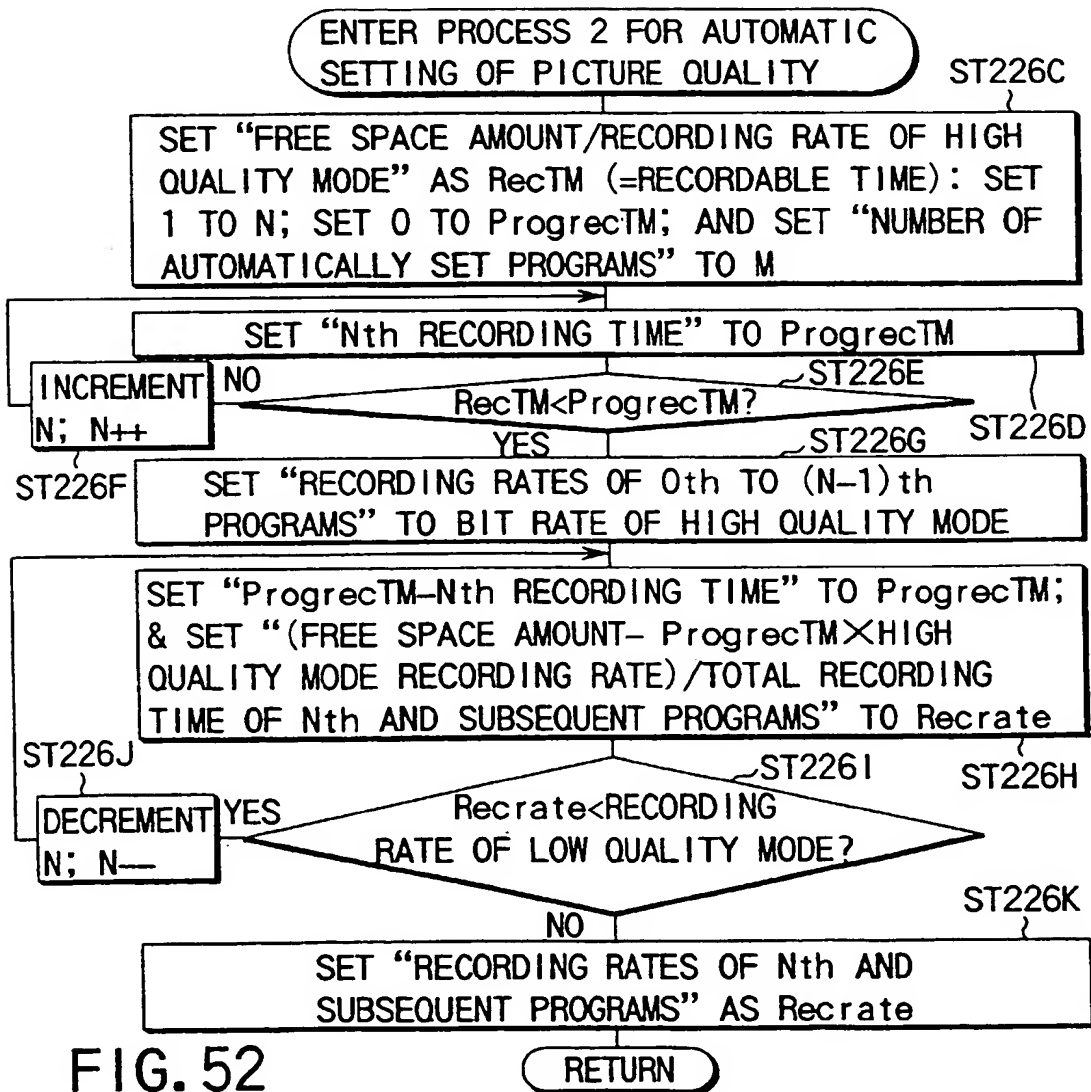 ENTER PROCESS 2 FOR AUTOMATIC
SETTING OF PICTURE QUALITY
ST226C
SET “FREE SPACE AMOUNT/RECORDING RATE OF HIGH
QUALITY MODE” AS RecTM (=RECORDABLE TIME): SET
1 TO N; SET 0 TO ProgrecTM; AND SET “NUMBER OF
AUTOMATICALLY SET PROGRAMS” TO M
SET “Nth RECORDING TIME” TO ProgrecTM
ST226D
RecTM<ProgrecTM?
ST226E
NO
INCREMENT
N; N++
ST226F
YES
ST226G
SET “RECORDING RATES OF 0th TO (N-1)th
PROGRAMS” TO BIT RATE OF HIGH QUALITY MODE
SET “ProgrecTM–Nth RECORDING TIME” TO ProgrecTM;
& SET “(FREE SPACE AMOUNT– ProgrecTM×HIGH
QUALITY MODE RECORDING RATE)/TOTAL RECORDING
TIME OF Nth AND SUBSEQUENT PROGRAMS” TO Recrate
ST226H
ST226I
Recrate<RECORDING
RATE OF LOW QUALITY MODE?
YES
ST226J
DECREMENT
N; N—
NO
ST226K
SET “RECORDING RATES OF Nth AND
SUBSEQUENT PROGRAMS” AS Recrate
RETURN
FIG. 52